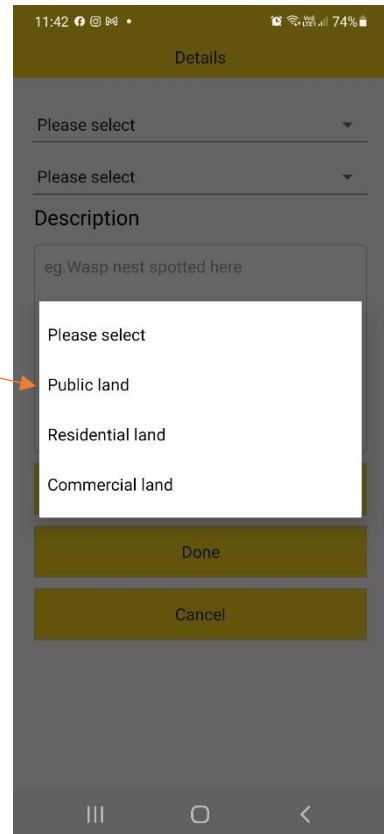 11:42
74%
Details
Please select
Please select
Description
eg.Wasp nest spotted here
Please select
Public land
Residential land
Commercial land
Done
Cancel